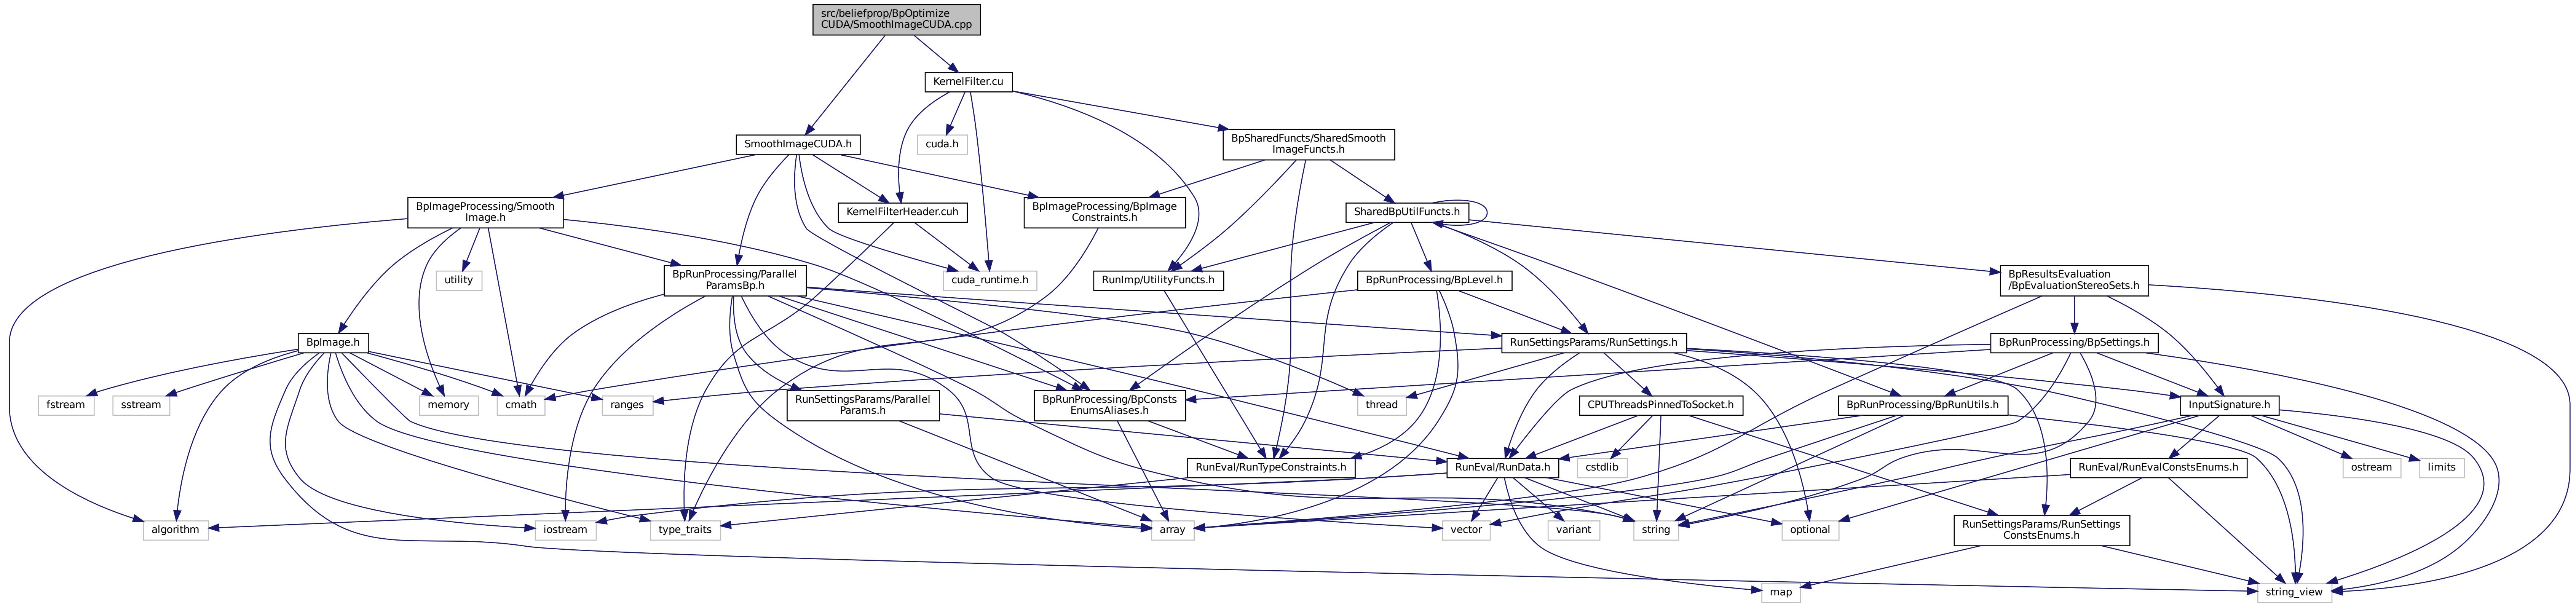 src/beliefprop/BpOptimize
CUDA/SmoothImageCUDA.cpp
KernelFilter.cu
SmoothImageCUDA.h
cuda.h
BpSharedFuncts/SharedSmooth
ImageFuncts.h
BpImageProcessing/Smooth
Image.h
KernelFilterHeader.cuh
BpImageProcessing/BpImage
Constraints.h
SharedBpUtilFuncts.h
utility
BpRunProcessing/Parallel
ParamsBp.h
cuda_runtime.h
RunImp/UtilityFuncts.h
BpRunProcessing/BpLevel.h
BpResultsEvaluation
/BpEvaluationStereoSets.h
BpImage.h
RunSettingsParams/RunSettings.h
BpRunProcessing/BpSettings.h
fstream
sstream
memory
cmath
ranges
RunSettingsParams/Parallel
Params.h
BpRunProcessing/BpConsts
EnumsAliases.h
thread
CPUThreadsPinnedToSocket.h
BpRunProcessing/BpRunUtils.h
InputSignature.h
RunEval/RunTypeConstraints.h
RunEval/RunData.h
cstdlib
RunEval/RunEvalConstsEnums.h
ostream
limits
algorithm
iostream
type_traits
array
vector
variant
string
optional
RunSettingsParams/RunSettings
ConstsEnums.h
map
string_view